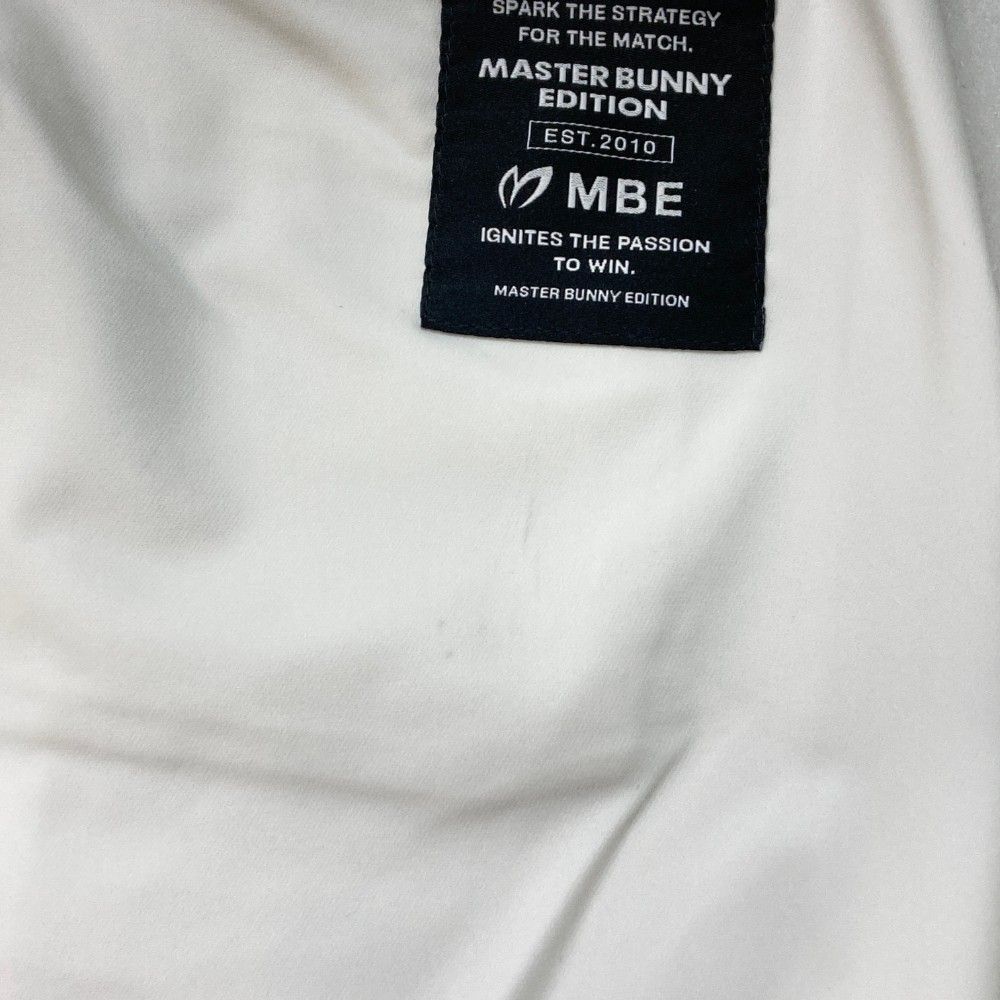 SPARK THE STRATEGY
FOR THE MATCH.
MASTER BUNNY
EDITION
EST.2010
MBE
IGNITES THE PASSION
TO WIN.
MASTER BUNNY EDITION